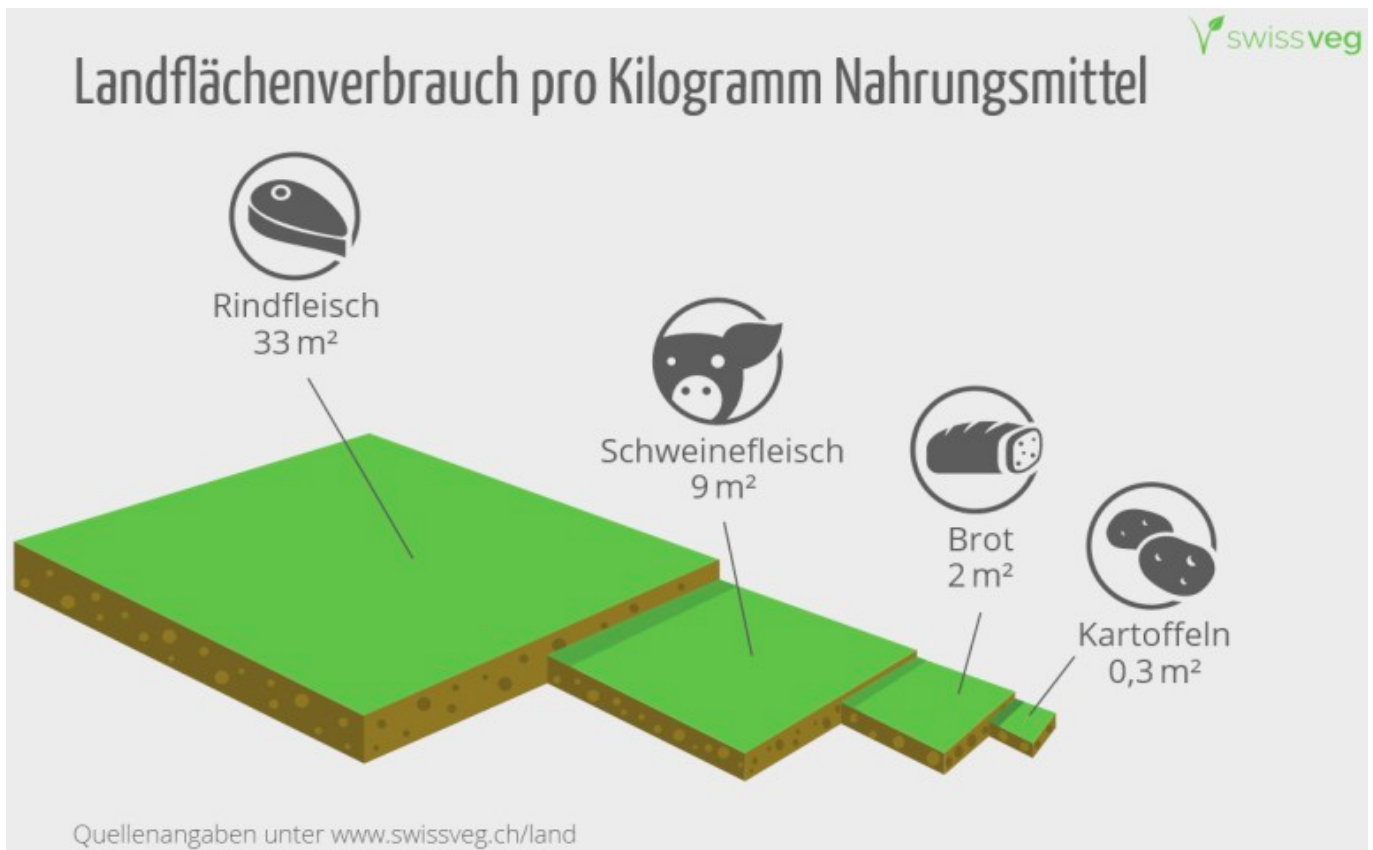 swissveg
Landflächenverbrauch pro Kilogramm Nahrungsmittel
Rindfleisch
33 m²
Schweinefleisch
9 m²
Brot
2 m²
Kartoffeln
0,3 m²
Quellenangaben unter www.swissveg.ch/land